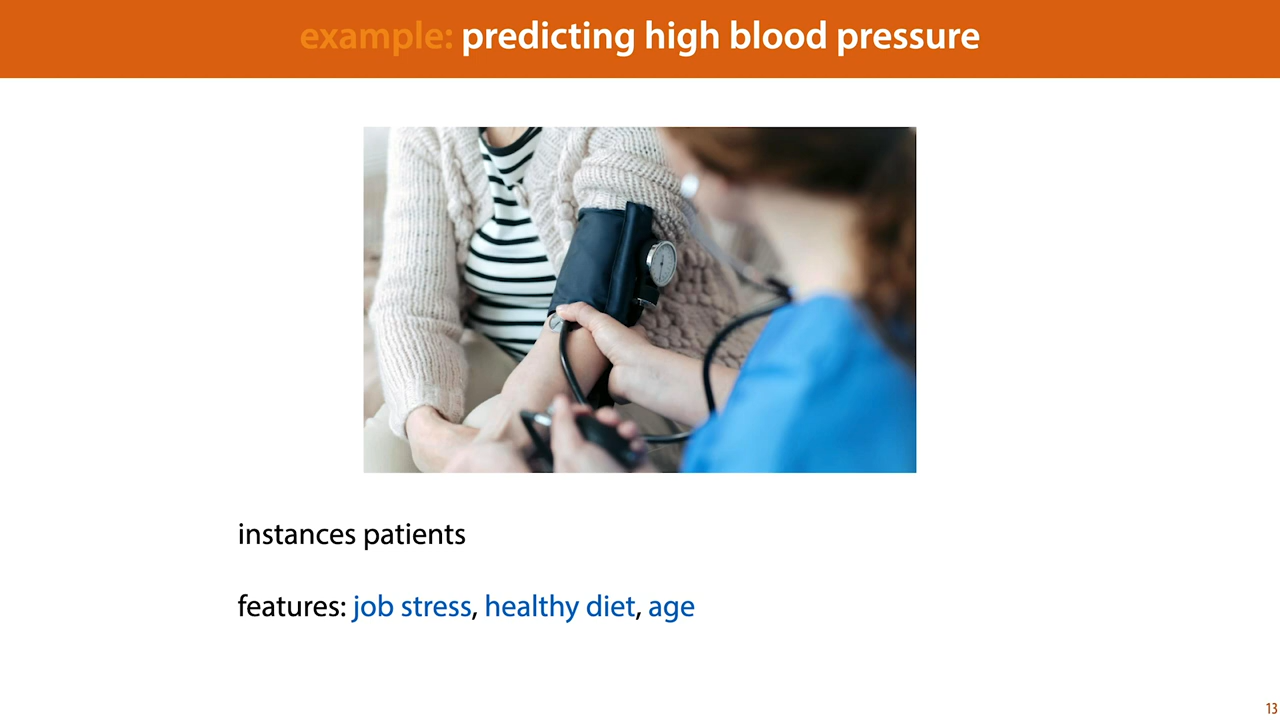 example: predicting high blood pressure
instances patients
features: job stress, healthy diet, age
13